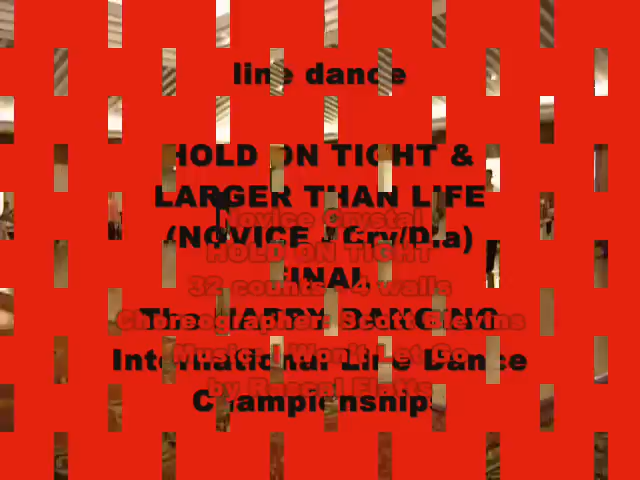 line dance
HOLD ON TIGHT &
LARGER THAN LIFE
Novice Crystal
(NOVICE / Cry/Dia)
HOLD ON TIGHT
FINAL
32 counts - 4 walls
The HAPPY DANCING
Choreographer: Scott Blevins
Music: I Won't Let Go
International Line Dance
by Rascal Flatts
Championships